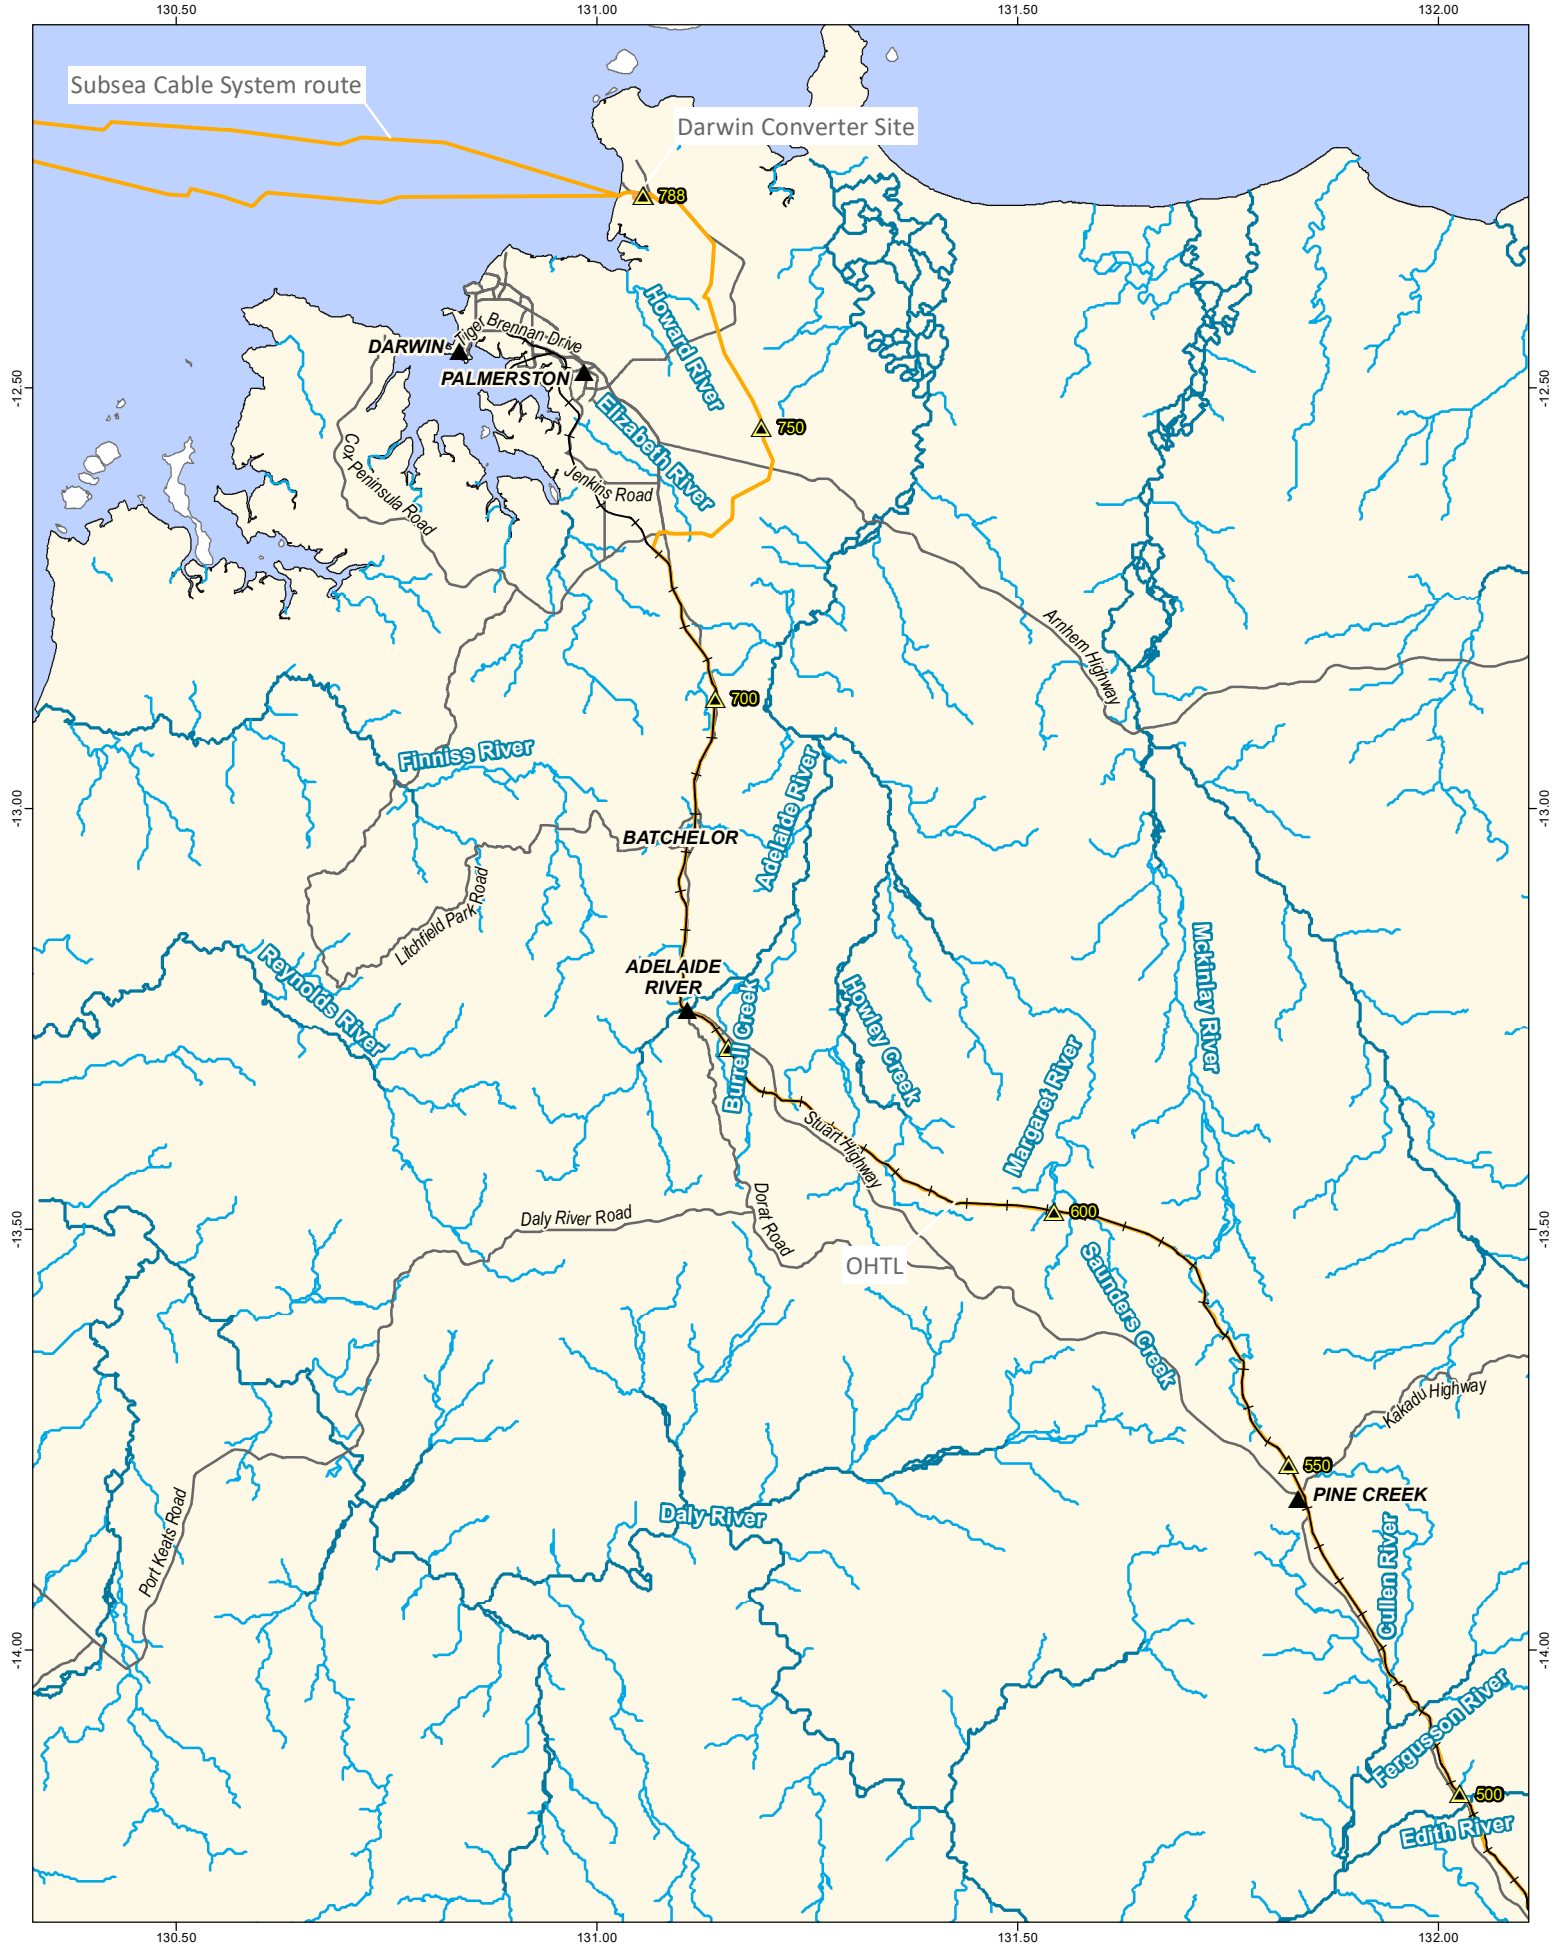 130.50
131.00
131.50
132.00
Subsea Cable System route
Darwin Converter Site
788
Howard River
Tiger Brennan-Drive
DARWIN
PALMERSTON
-12.50
-12.50
Elizabeth River
750
Cox Peninsula Road
Jenkins Road
Arnhem Highway
700
Finniss River
Adelaide River
-13.00
-13.00
BATCHELOR
Litchfield Park Road
Reynolds River
ADELAIDE
RIVER
Burrell Creek
Howley Creek
Mckinlay River
Margaret River
Stuart Highway
Dorat Road
Daly River Road
600
-13.50
-13.50
OHTL
Saunders Creek
Kakadu Highway
550
PINE CREEK
Port Keats Road
Daly River
Cullen River
-14.00
-14.00
Fergusson River
500
Edith River
130.50
131.00
131.50
132.00